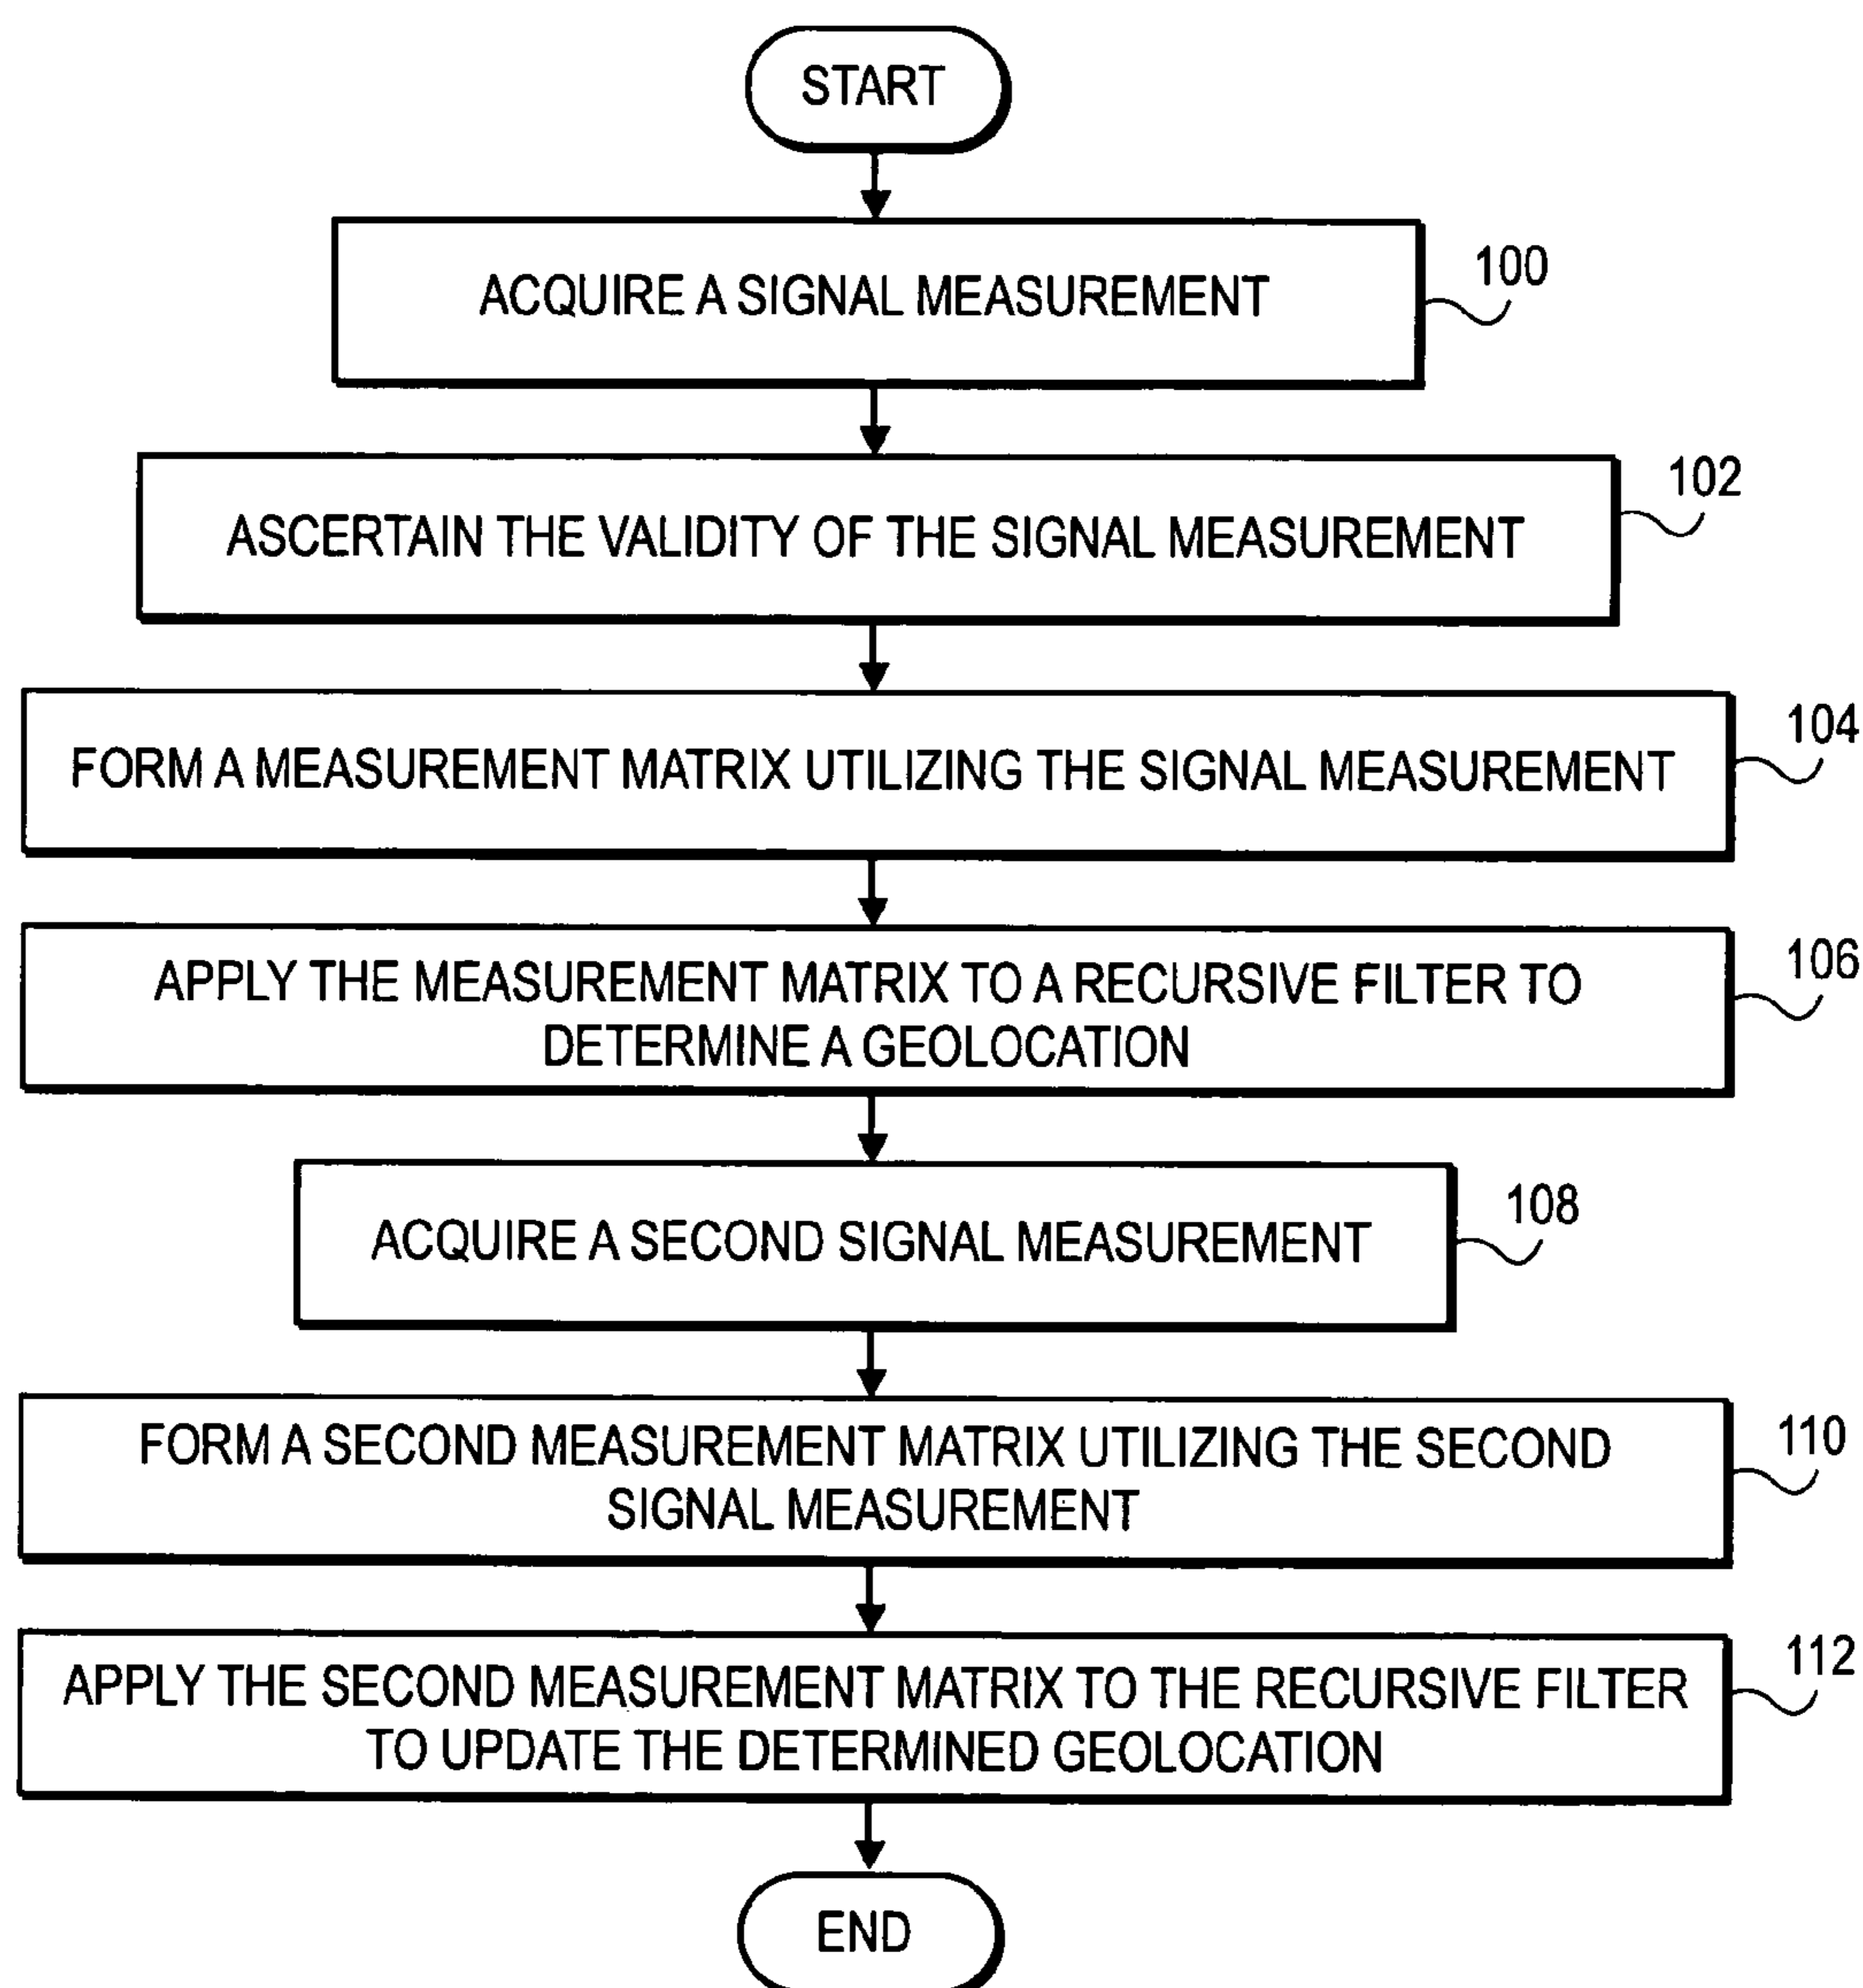 START
ACQUIRE A SIGNAL MEASUREMENT
100
ASCERTAIN THE VALIDITY OF THE SIGNAL MEASUREMENT
102
FORM A MEASUREMENT MATRIX UTILIZING THE SIGNAL MEASUREMENT
104
APPLY THE MEASUREMENT MATRIX TO A RECURSIVE FILTER TO
DETERMINE A GEOLOCATION
106
ACQUIRE A SECOND SIGNAL MEASUREMENT
108
FORM A SECOND MEASUREMENT MATRIX UTILIZING THE SECOND
SIGNAL MEASUREMENT
110
APPLY THE SECOND MEASUREMENT MATRIX TO THE RECURSIVE FILTER
TO UPDATE THE DETERMINED GEOLOCATION
112
END